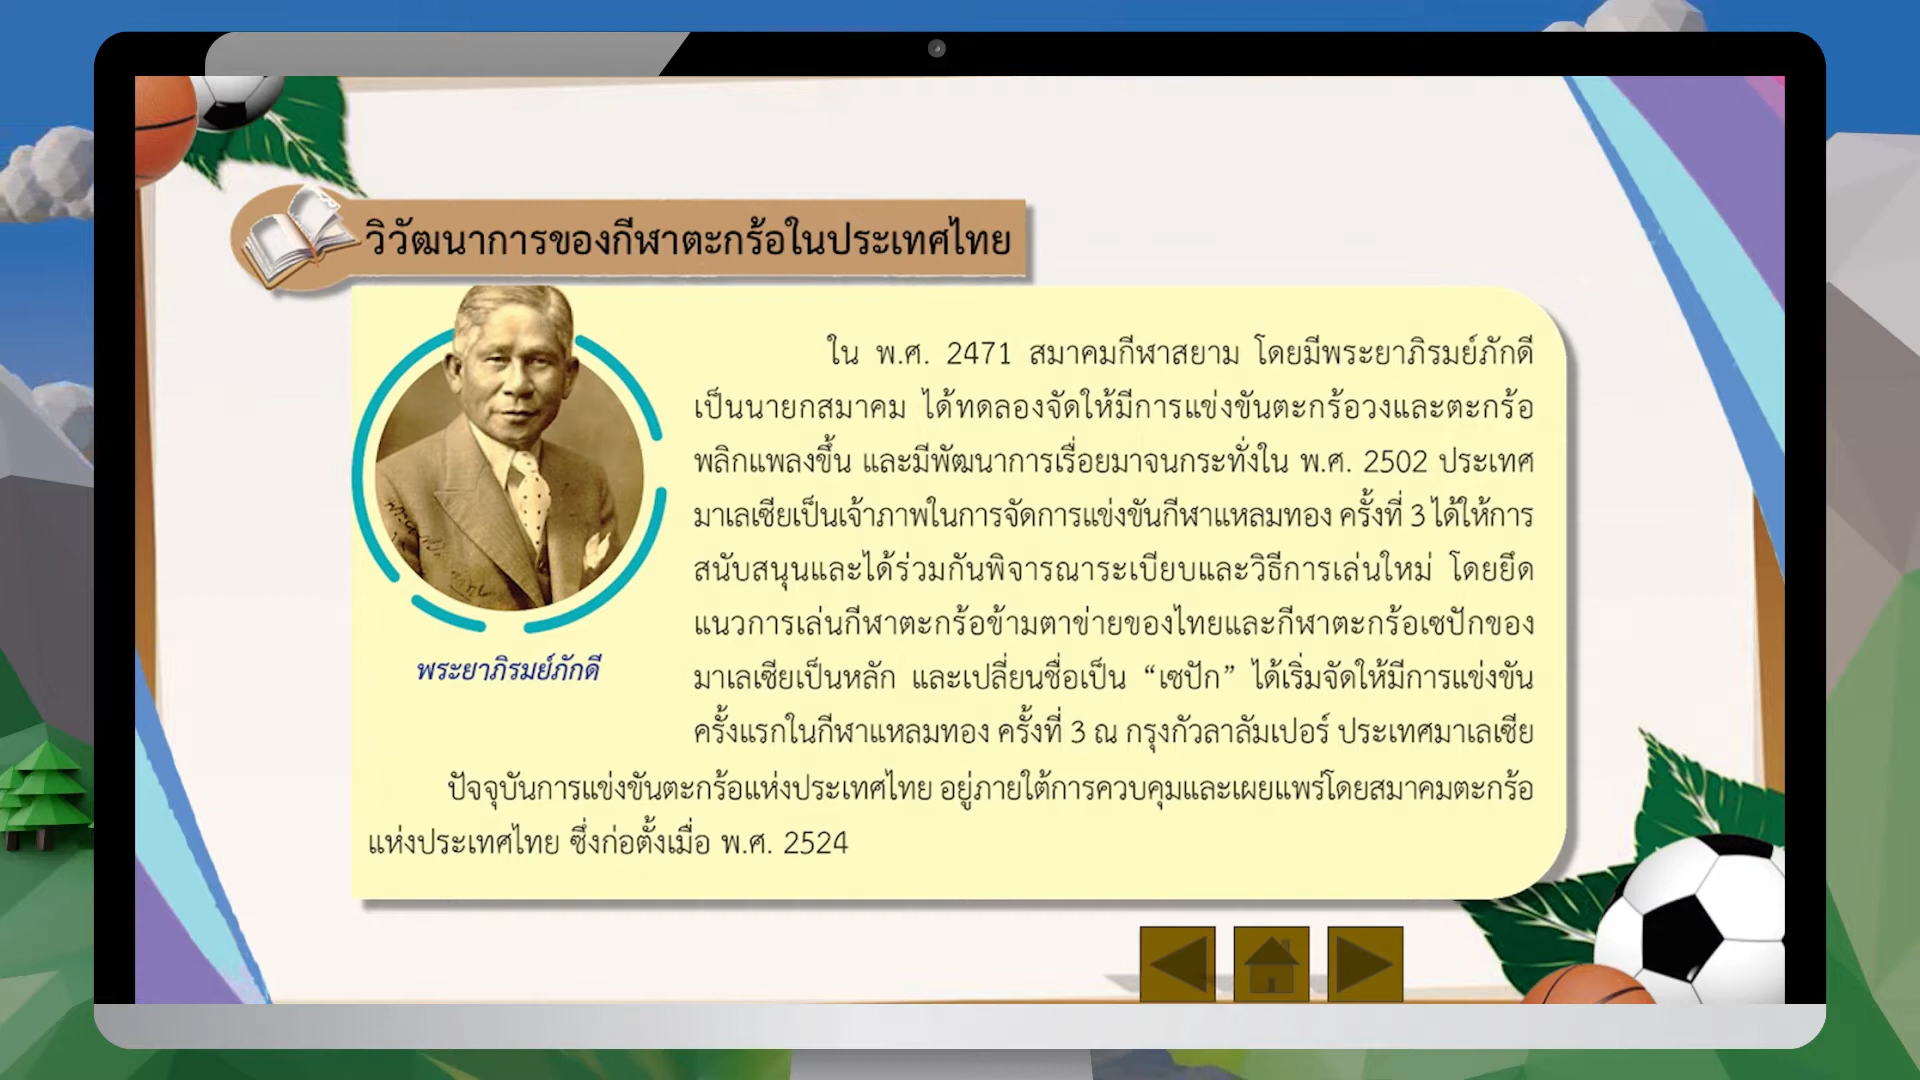 วิวัฒนาการของกีฬาตะกร้อในประเทศไทย
ใน พ.ศ. 2471 สมาคมกีฬาสยาม โดยมีพระยาภิรมย์ภักดี
เป็นนายกสมาคม ได้ทดลองจัดให้มีการแข่งขันตะกร้อวงและตะกร้อ
พลิกแพลงขึ้น และมีพัฒนาการเรื่อยมาจนกระทั่งใน พ.ศ. 2502 ประเทศ
มาเลเซียเป็นเจ้าภาพในการจัดการแข่งขันกีฬาแหลมทอง ครั้งที่ 3 ได้ให้การ
สนับสนุนและได้ร่วมกันพิจารณาระเบียบและวิธีการเล่นใหม่ โดยยึด
แนวการเล่นกีฬาตะกร้อข้ามตาข่ายของไทยและกีฬาตะกร้อเซปักของ
มาเลเซียเป็นหลัก และเปลี่ยนชื่อเป็น “เซปัก” ได้เริ่มจัดให้มีการแข่งขัน
ครั้งแรกในกีฬาแหลมทอง ครั้งที่ 3 ณ กรุงกัวลาลัมเปอร์ ประเทศมาเลเซีย
พระยาภิรมย์ภักดี
ปัจจุบันการแข่งขันตะกร้อแห่งประเทศไทย อยู่ภายใต้การควบคุมและเผยแพร่โดยสมาคมตะกร้อ
แห่งประเทศไทย ซึ่งก่อตั้งเมื่อ พ.ศ. 2524